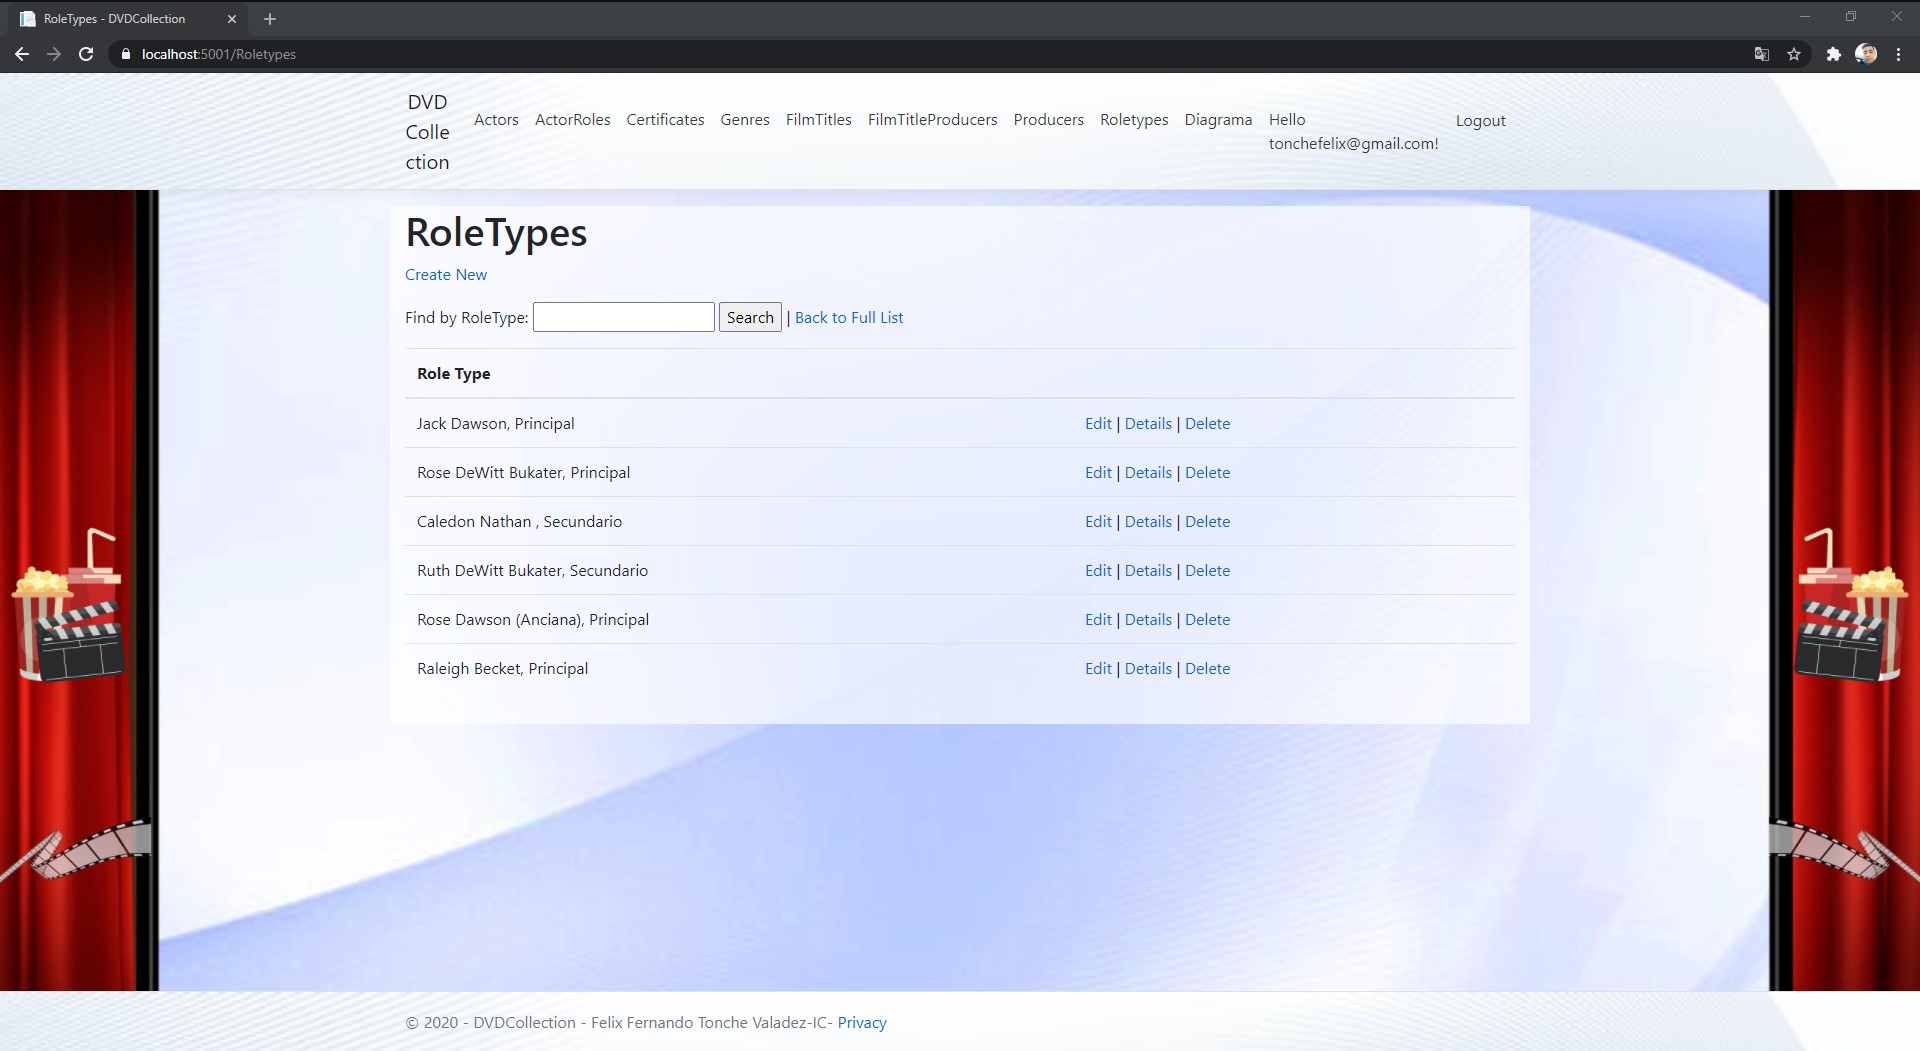 RoleTypes - DVDCollection
localhost:5001/Roletypes
DVD
Colle
ction
Actors ActorRoles Certificates Genres FilmTitles FilmTitleProducers Producers Roletypes Diagrama Hello
tonchefelix@gmail.com!
Logout
RoleTypes
Create New
Find by RoleType: Search | Back to Full List
Role Type
Jack Dawson, Principal Edit | Details | Delete
Rose DeWitt Bukater, Principal Edit | Details | Delete
Caledon Nathan , Secundario Edit | Details | Delete
Ruth DeWitt Bukater, Secundario Edit | Details | Delete
Rose Dawson (Anciana), Principal Edit | Details | Delete
Raleigh Becket, Principal Edit | Details | Delete
© 2020 - DVDCollection - Felix Fernando Tonche Valadez-IC- Privacy